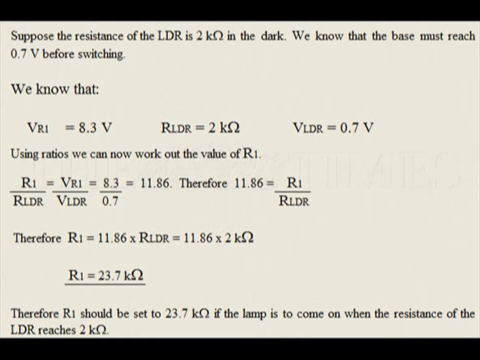 Suppose the resistance of the LDR is 2 kΩ in the dark. We know that the base must reach
0.7 V before switching.
We know that:
VR1 = 8.3 V RLDR = 2 kΩ VLDR = 0.7 V
Using ratios we can now work out the value of R1.
R1 = VR1 = 8.3 = 11.86. Therefore 11.86 = R1
RLDR VLDR 0.7 RLDR
Therefore R1 = 11.86 x RLDR = 11.86 x 2 kΩ
R1 = 23.7 kΩ
Therefore R1 should be set to 23.7 kΩ if the lamp is to come on when the resistance of the
LDR reaches 2 kΩ.